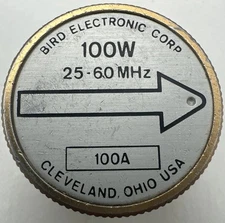 BIRD ELECTRONIC CORP
100W
25-60 MHz
100A
CLEVELAND, OHIO USA